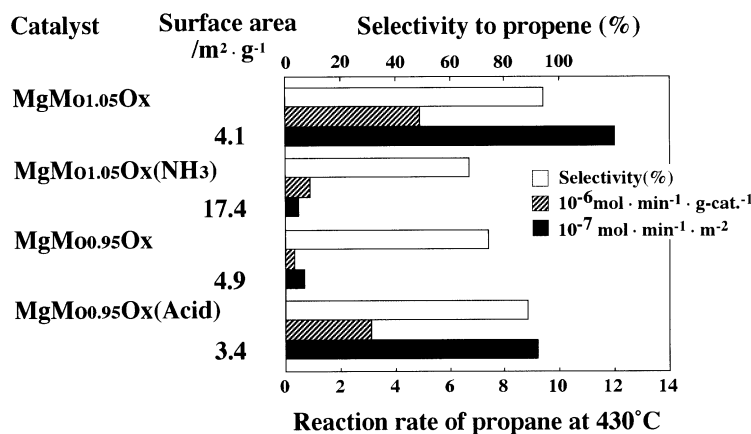 Catalyst Surface area Selectivity to propene (%)
/m2 · g-1
0 20 40 60 80 100
MgMo1.05Ox
4.1
MgMo1.05Ox(NH3)
17.4
MgMo0.95Ox
4.9
MgMo0.95Ox(Acid)
3.4
Selectivity(%)
10-6mol · min-1 · g-cat.-1
10-7 mol · min-1 · m-2
0 2 4 6 8 10 12 14
Reaction rate of propane at 430°C